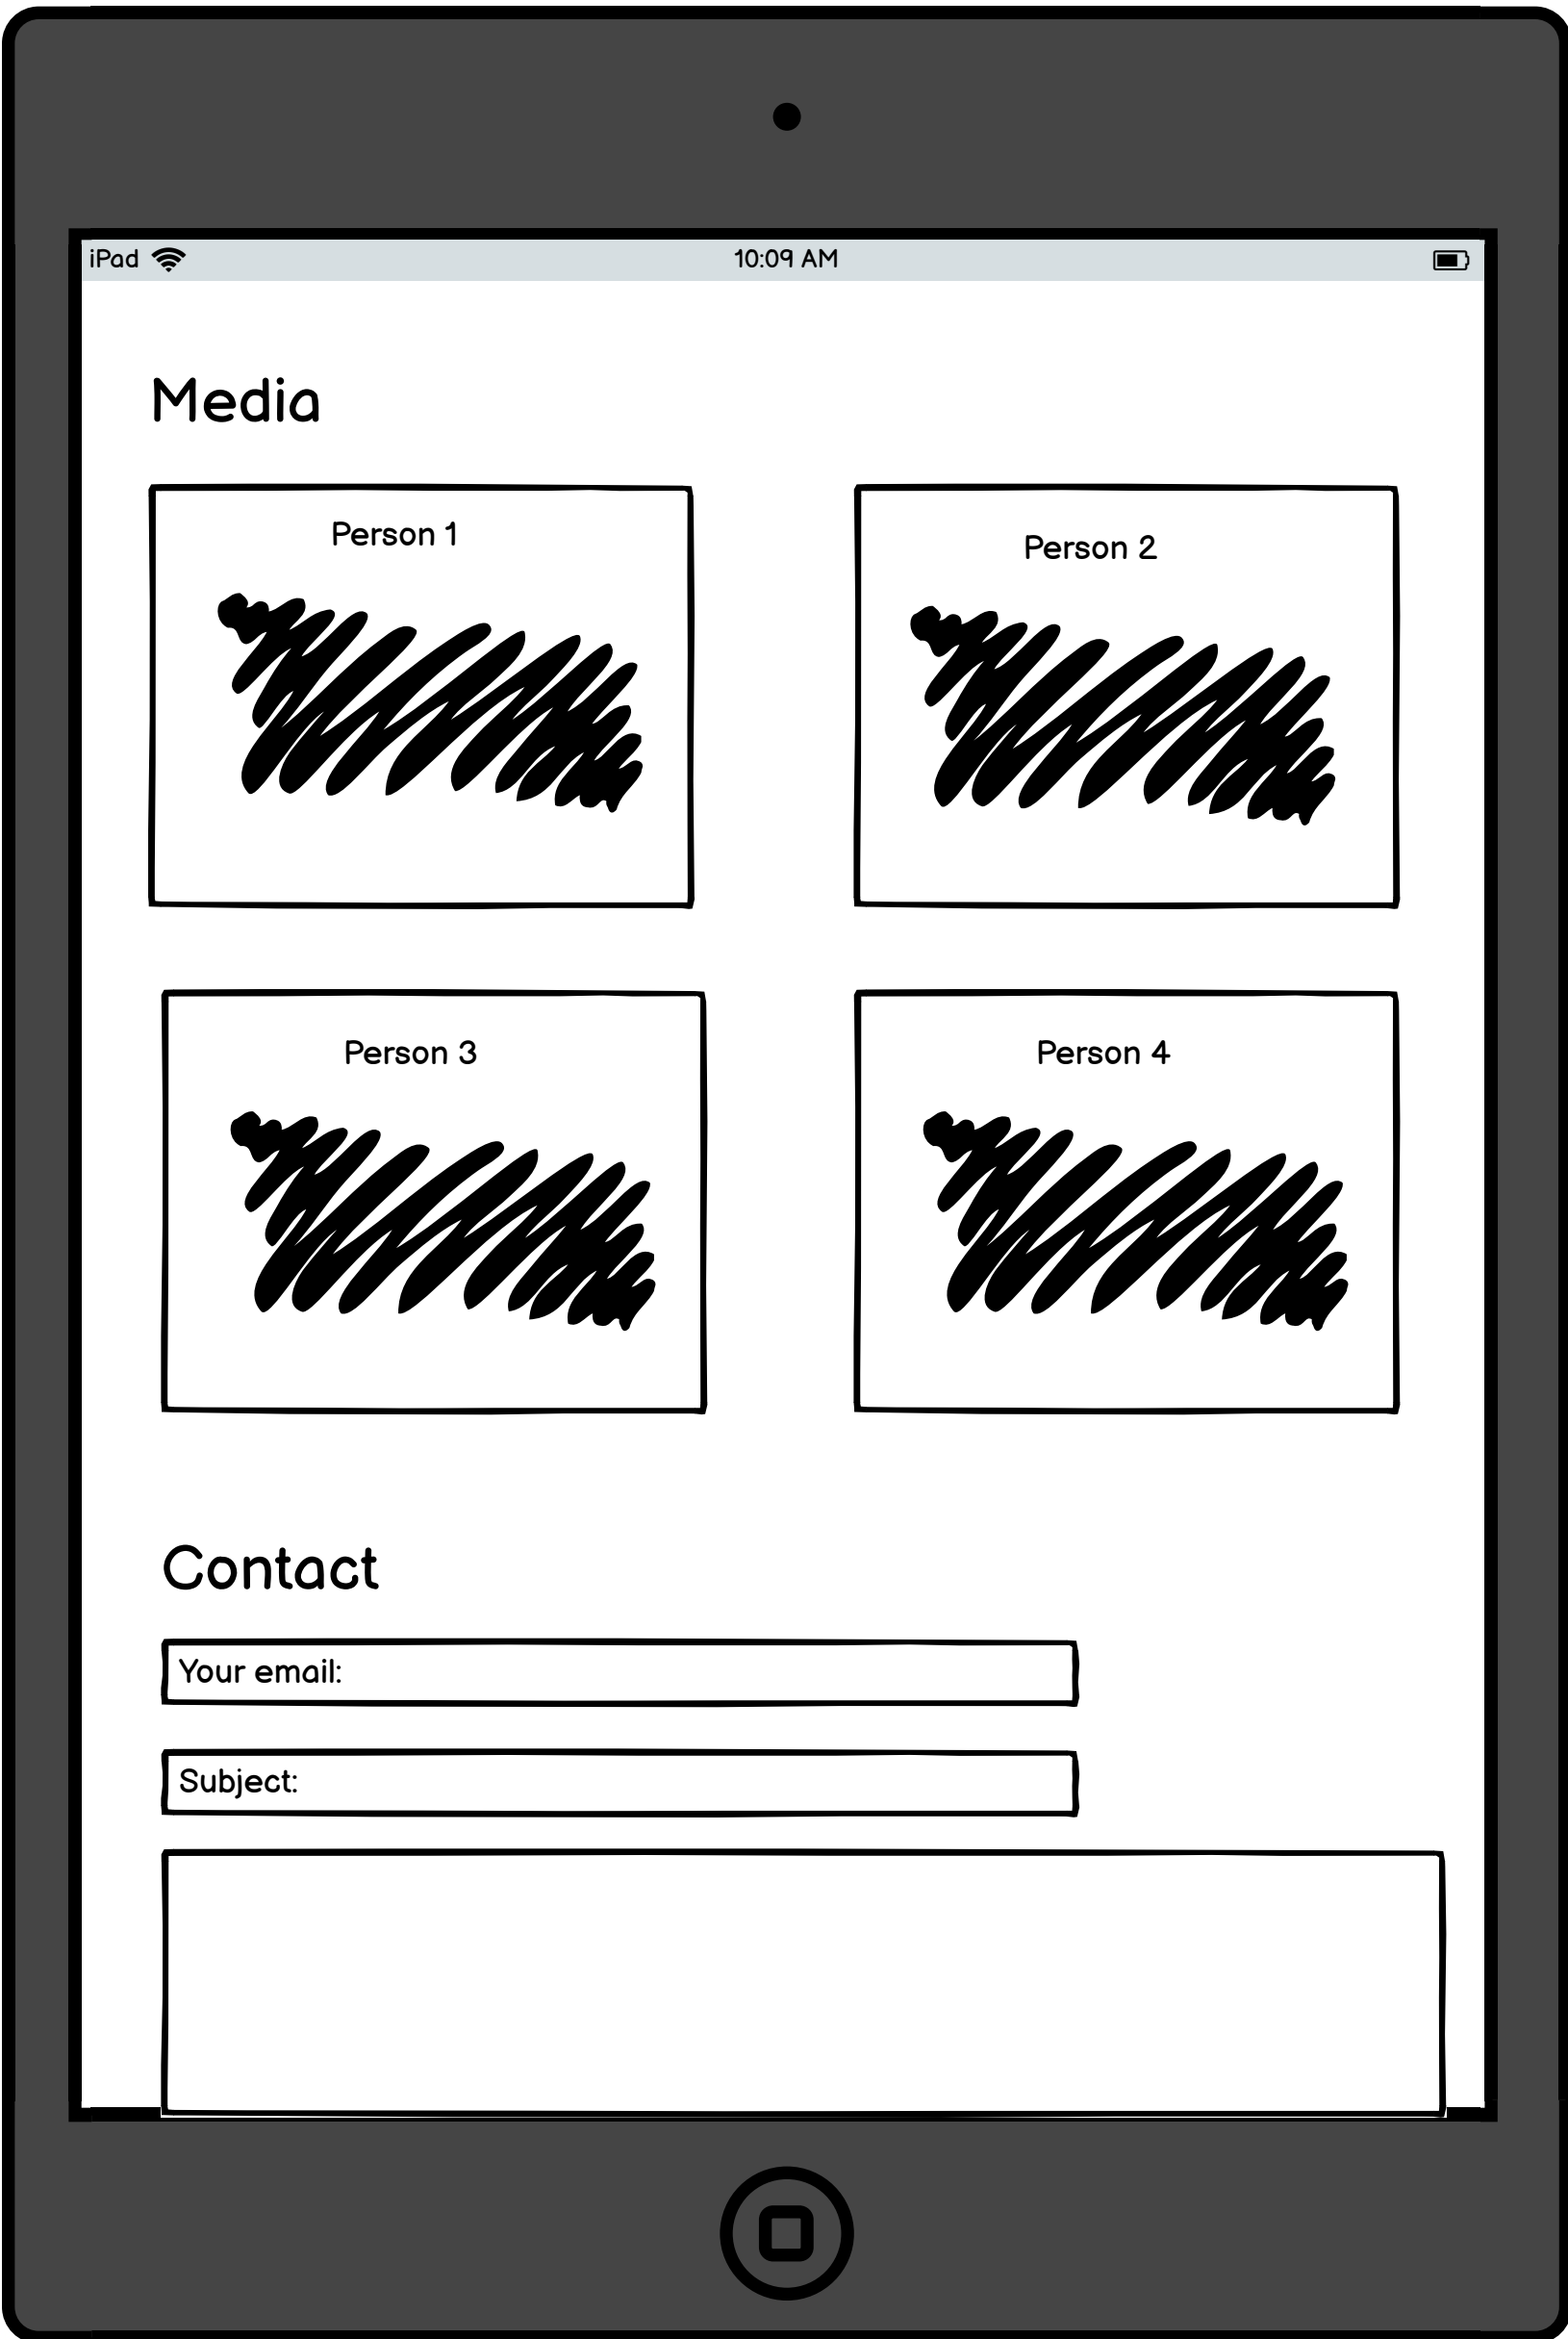 iPad 10:09 AM
Media
Person 1
Person 2
Person 3
Person 4
Contact
Your email:
Subject: